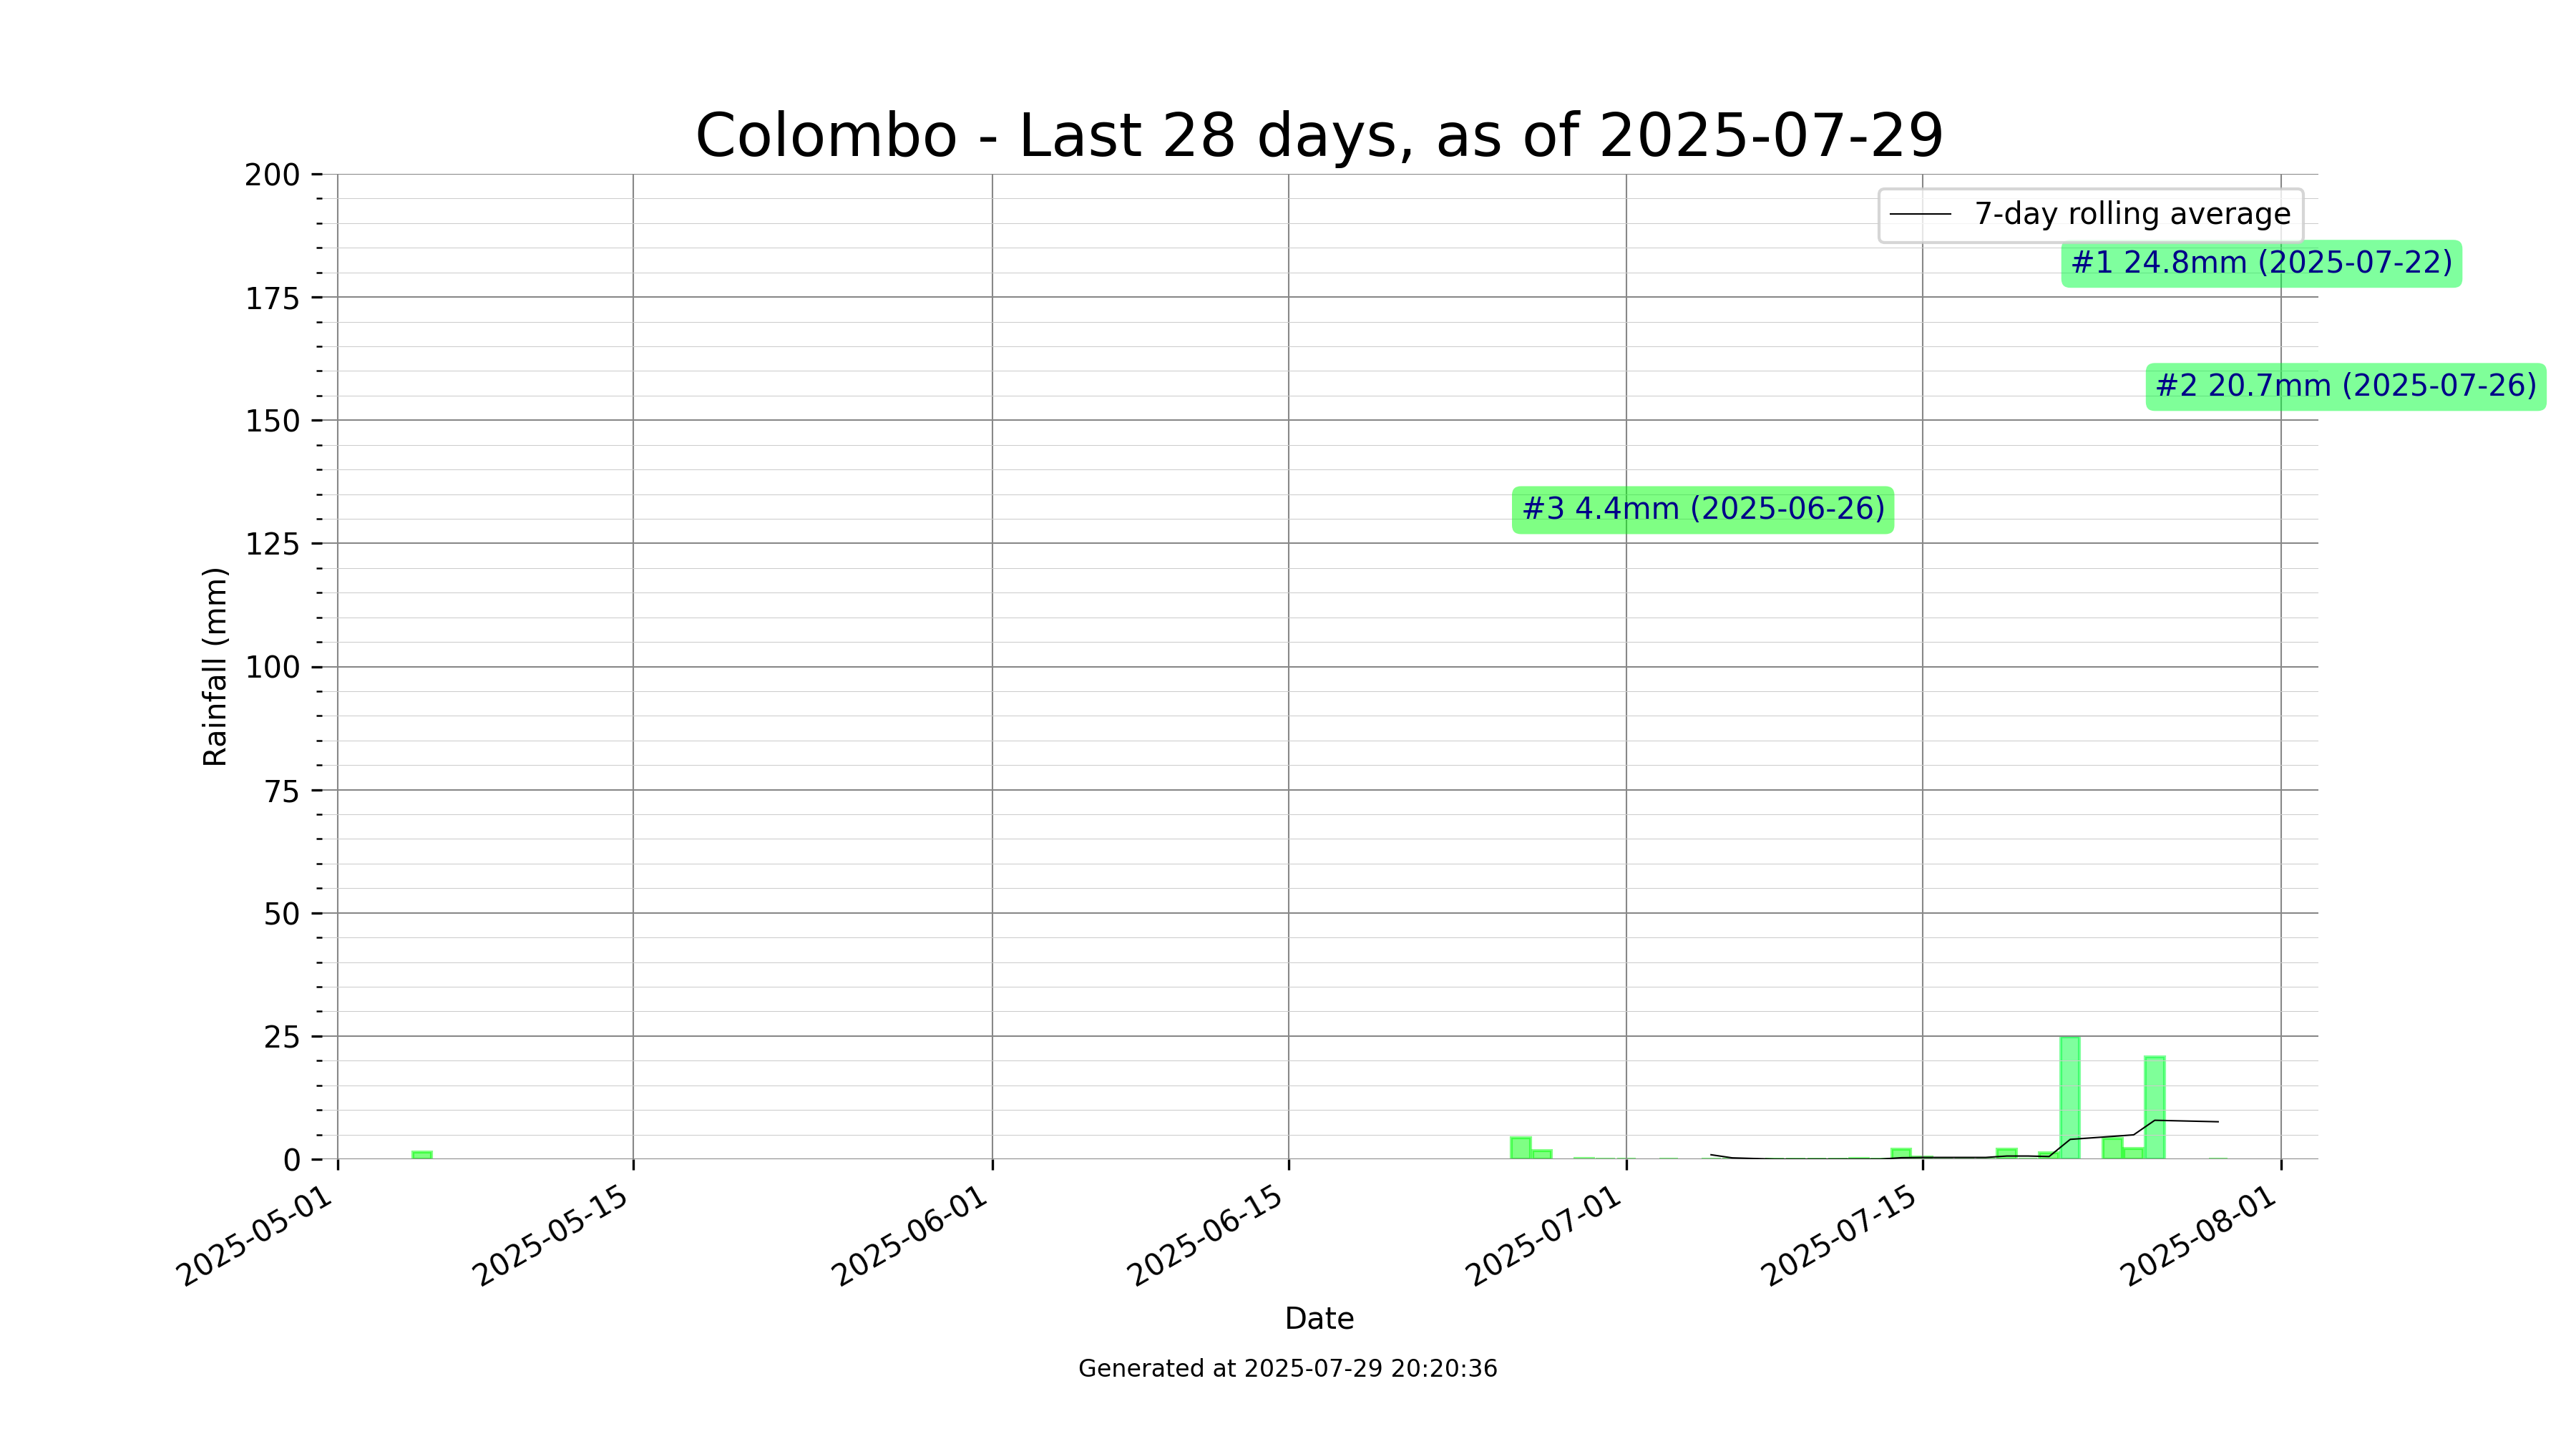 Colombo - Last 28 days, as of 2025-07-29
200
175
150
125
100
75
50
25
0
Rainfall (mm)
7-day rolling average
#1 24.8mm (2025-07-22)
#2 20.7mm (2025-07-26)
#3 4.4mm (2025-06-26)
2025-05-01
2025-05-15
2025-06-01
2025-06-15
2025-07-01
2025-07-15
2025-08-01
Date
Generated at 2025-07-29 20:20:36